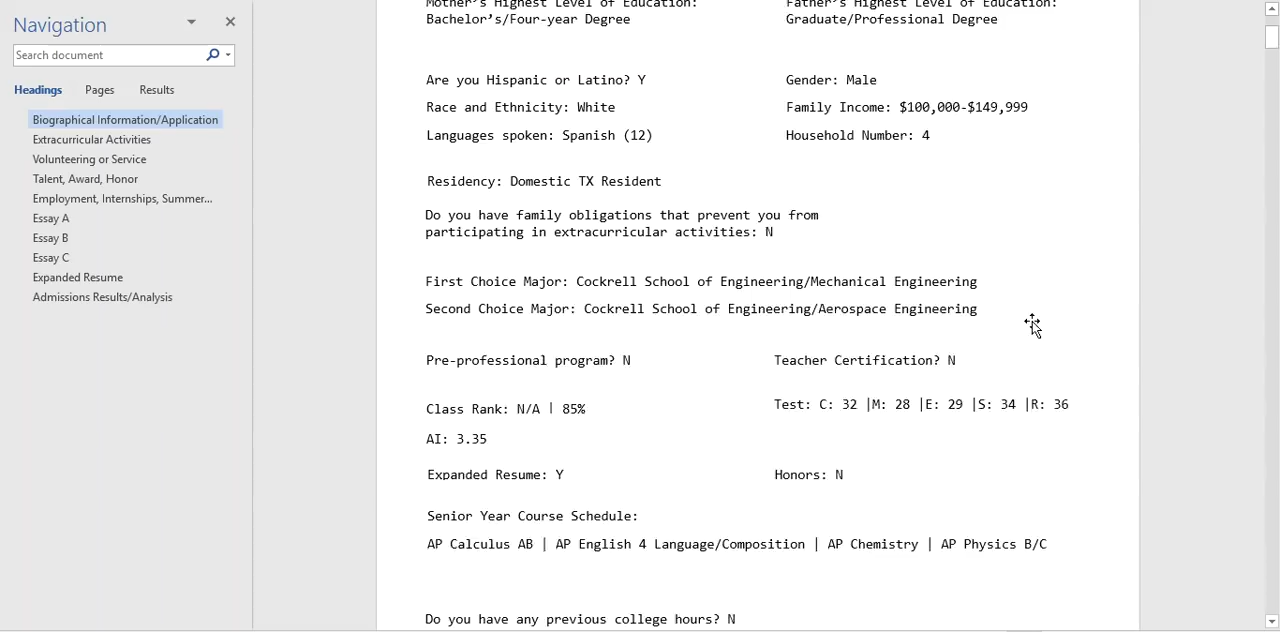 Navigation
Search document
Headings Pages Results
Biographical Information/Application
Extracurricular Activities
Volunteering or Service
Talent, Award, Honor
Employment, Internships, Summer...
Essay A
Essay B
Essay C
Expanded Resume
Admissions Results/Analysis
Mother's Highest Level of Education: Father's Highest Level of Education:
Bachelor's/Four-year Degree Graduate/Professional Degree
Are you Hispanic or Latino? Y Gender: Male
Race and Ethnicity: White Family Income: $100,000-$149,999
Languages spoken: Spanish (12) Household Number: 4
Residency: Domestic TX Resident
Do you have family obligations that prevent you from
participating in extracurricular activities: N
First Choice Major: Cockrell School of Engineering/Mechanical Engineering
Second Choice Major: Cockrell School of Engineering/Aerospace Engineering
Pre-professional program? N Teacher Certification? N
Class Rank: N/A | 85% Test: C: 32 |M: 28 |E: 29 |S: 34 |R: 36
AI: 3.35
Expanded Resume: Y Honors: N
Senior Year Course Schedule:
AP Calculus AB | AP English 4 Language/Composition | AP Chemistry | AP Physics B/C
Do you have any previous college hours? N